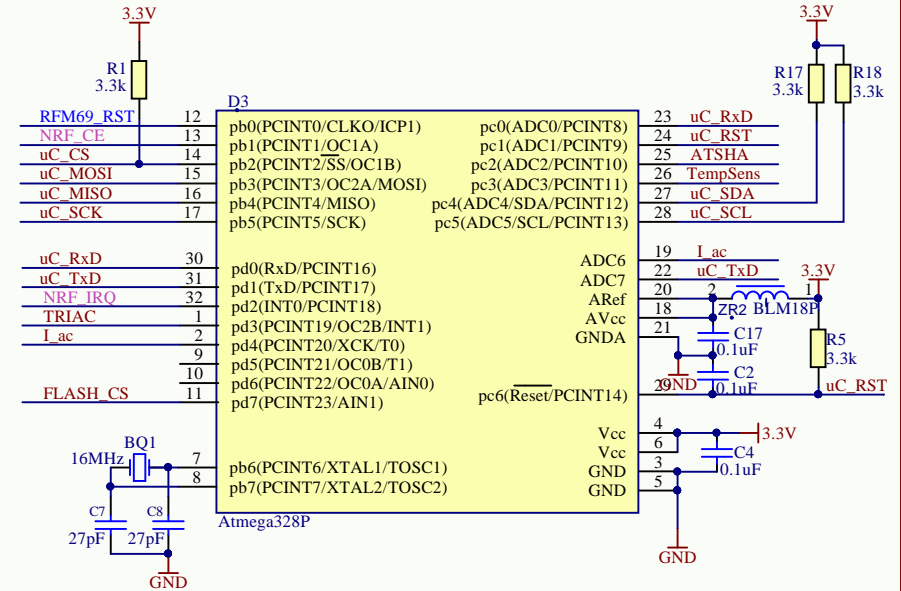 3.3V
R1
3.3k
3.3V
R17
3.3k
R18
3.3k
D3
RFM69_RST 12 pb0(PCINT0/CLKO/ICP1)
NRF_CE 13 pb1(PCINT1/OC1A)
uC_CS 14 pb2(PCINT2/SS/OC1B)
uC_MOSI 15 pb3(PCINT3/OC2A/MOSI)
uC_MISO 16 pb4(PCINT4/MISO)
uC_SCK 17 pb5(PCINT5/SCK)
pc0(ADC0/PCINT8) 23 uC_RxD
pc1(ADC1/PCINT9) 24 uC_RST
pc2(ADC2/PCINT10) 25 ATSHA
pc3(ADC3/PCINT11) 26 TempSens
pc4(ADC4/SDA/PCINT12) 27 uC_SDA
pc5(ADC5/SCL/PCINT13) 28 uC_SCL
uC_RxD 30 pd0(RxD/PCINT16)
uC_TxD 31 pd1(TxD/PCINT17)
NRF_IRQ 32 pd2(INT0/PCINT18)
TRIAC 1 pd3(PCINT19/OC2B/INT1)
I_ac 2 pd4(PCINT20/XCK/T0)
9 pd5(PCINT21/OC0B/T1)
10 pd6(PCINT22/OC0A/AIN0)
FLASH_CS 11 pd7(PCINT23/AIN1)
ADC6 19 I_ac
ADC7 22 uC_TxD
ARef 20
AVcc 18
GNDA 21
2 1
ZR2 BLM18P
3.3V
C17
0.1uF
R5
3.3k
C2
0.1uF
GND
pc6(Reset/PCINT14) 29 uC_RST
Vcc 4
Vcc 6
GND 3
GND 5
3.3V
C4
0.1uF
GND
BQ1
16MHz
7 pb6(PCINT6/XTAL1/TOSC1)
8 pb7(PCINT7/XTAL2/TOSC2)
C7
27pF
C8
27pF
GND
Atmega328P